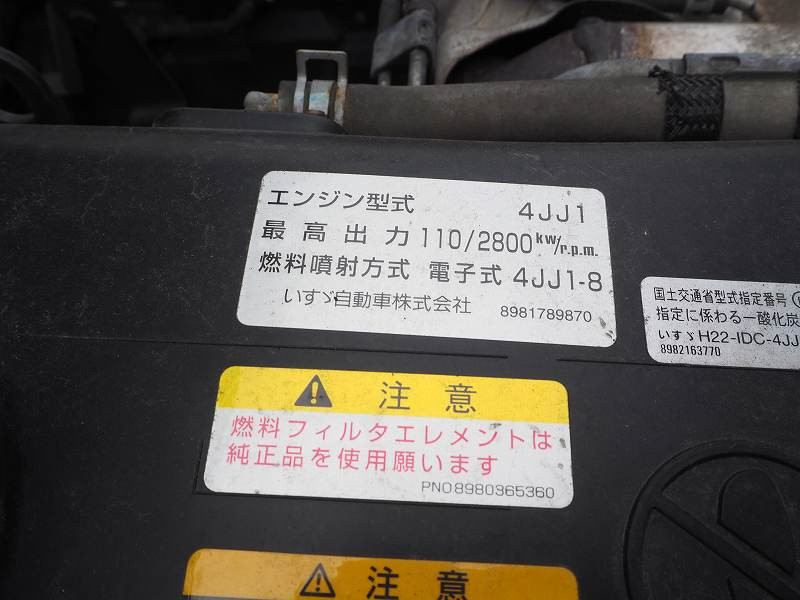 エンジン型式 4JJ1
最高出力 110/2800 kW/r.p.m.
燃料噴射方式 電子式 4JJ1-8
いすゞ自動車株式会社 8981789870
国土交通省型式指定番号
指定に係わる一酸化炭
いすゞH22-IDC-4JJ
8982163770
注意
燃料フィルタエレメントは
純正品を使用願います
PNO8980365360
注意